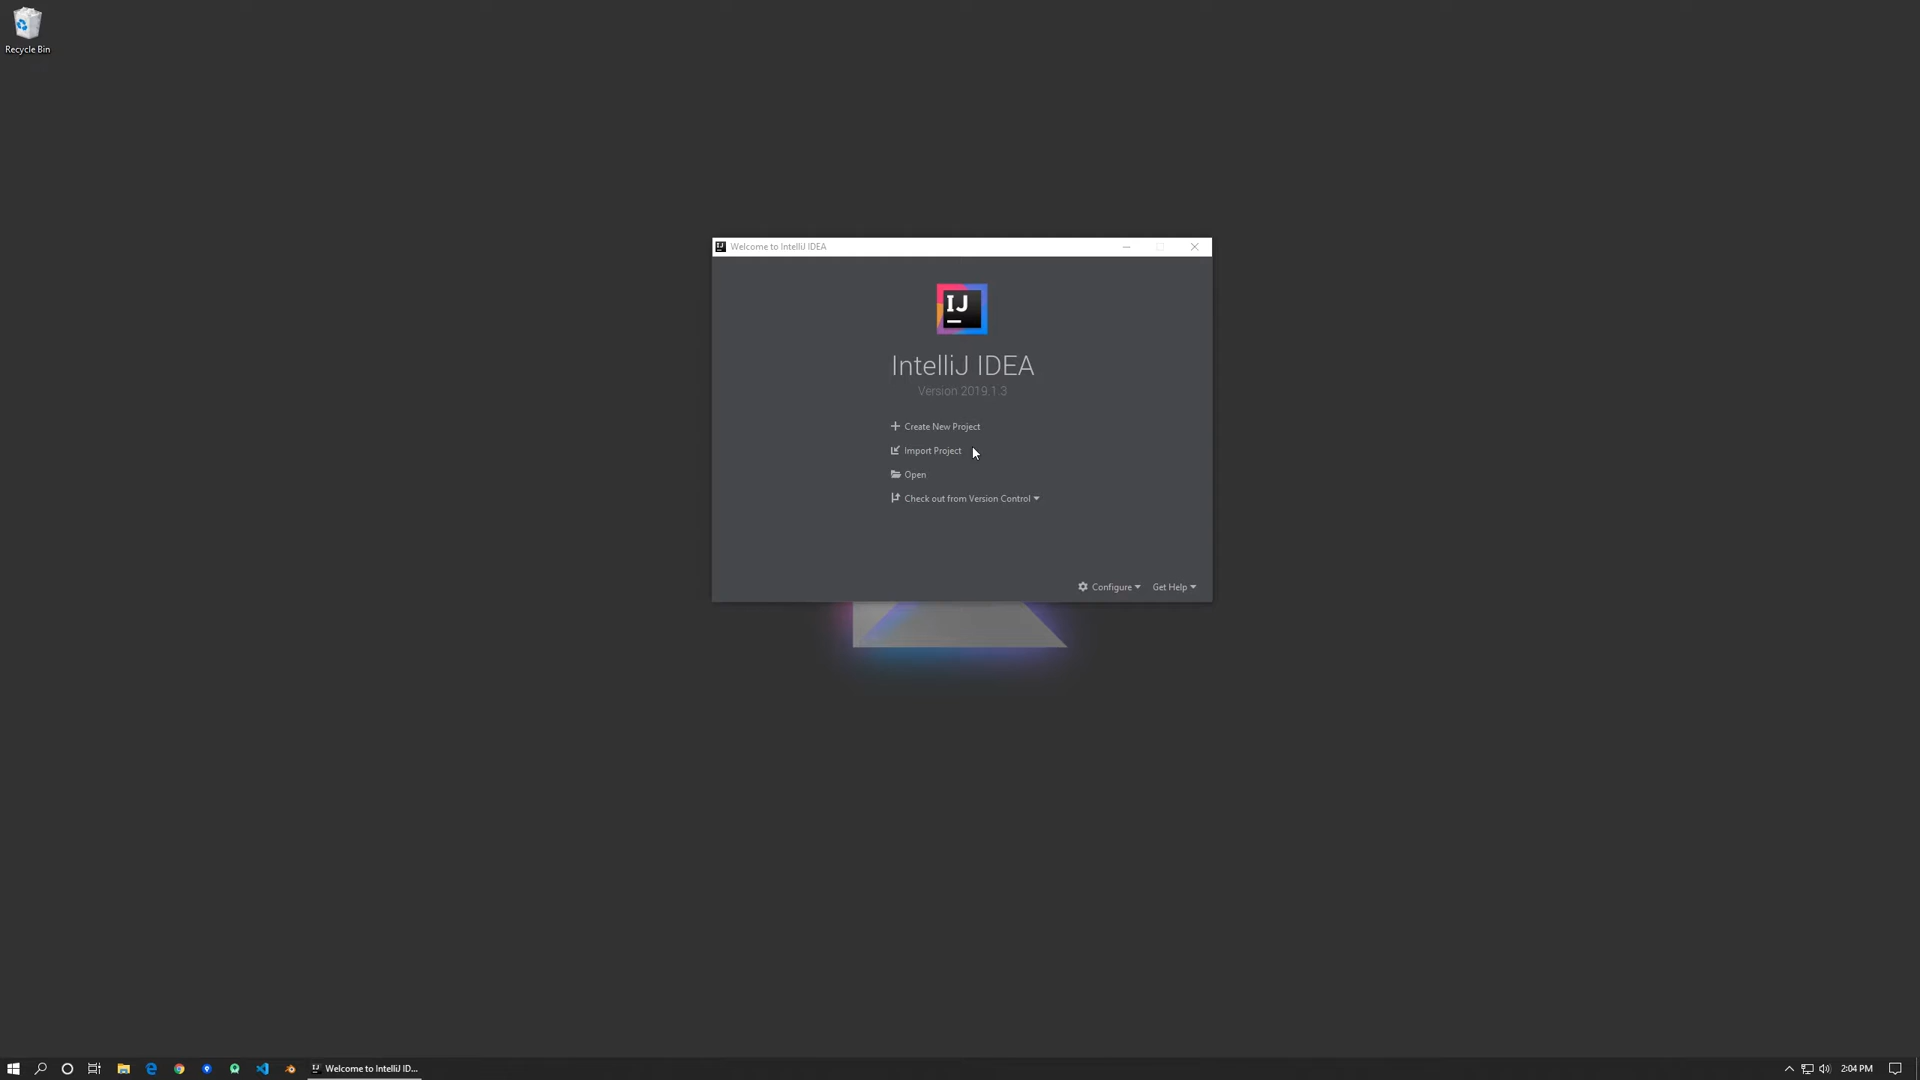 Recycle Bin
Welcome to IntelliJ IDEA
IJ
IntelliJ IDEA
Version 2019.1.3
Create New Project
Import Project
Open
Check out from Version Control
Configure
Get Help
Welcome to IntelliJ ID...
2:04 PM